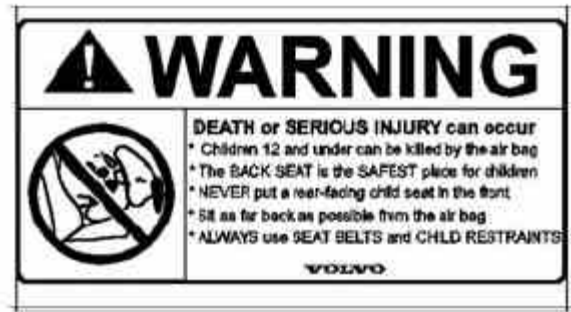 WARNING
DEATH or SERIOUS INJURY can occur
* Children 12 and under can be killed by the air bag
* The BACK SEAT is the SAFEST place for children
* NEVER put a rear-facing child seat in the front
* Sit as far back as possible from the air bag
* ALWAYS use SEAT BELTS and CHILD RESTRAINTS
VOLVO